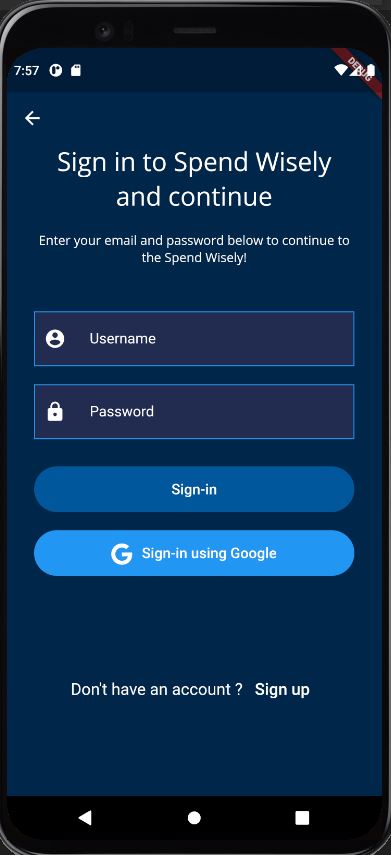 7:57
DEBUG
Sign in to Spend Wisely
and continue
Enter your email and password below to continue to
the Spend Wisely!
Username
Password
Sign-in
G Sign-in using Google
Don't have an account ? Sign up